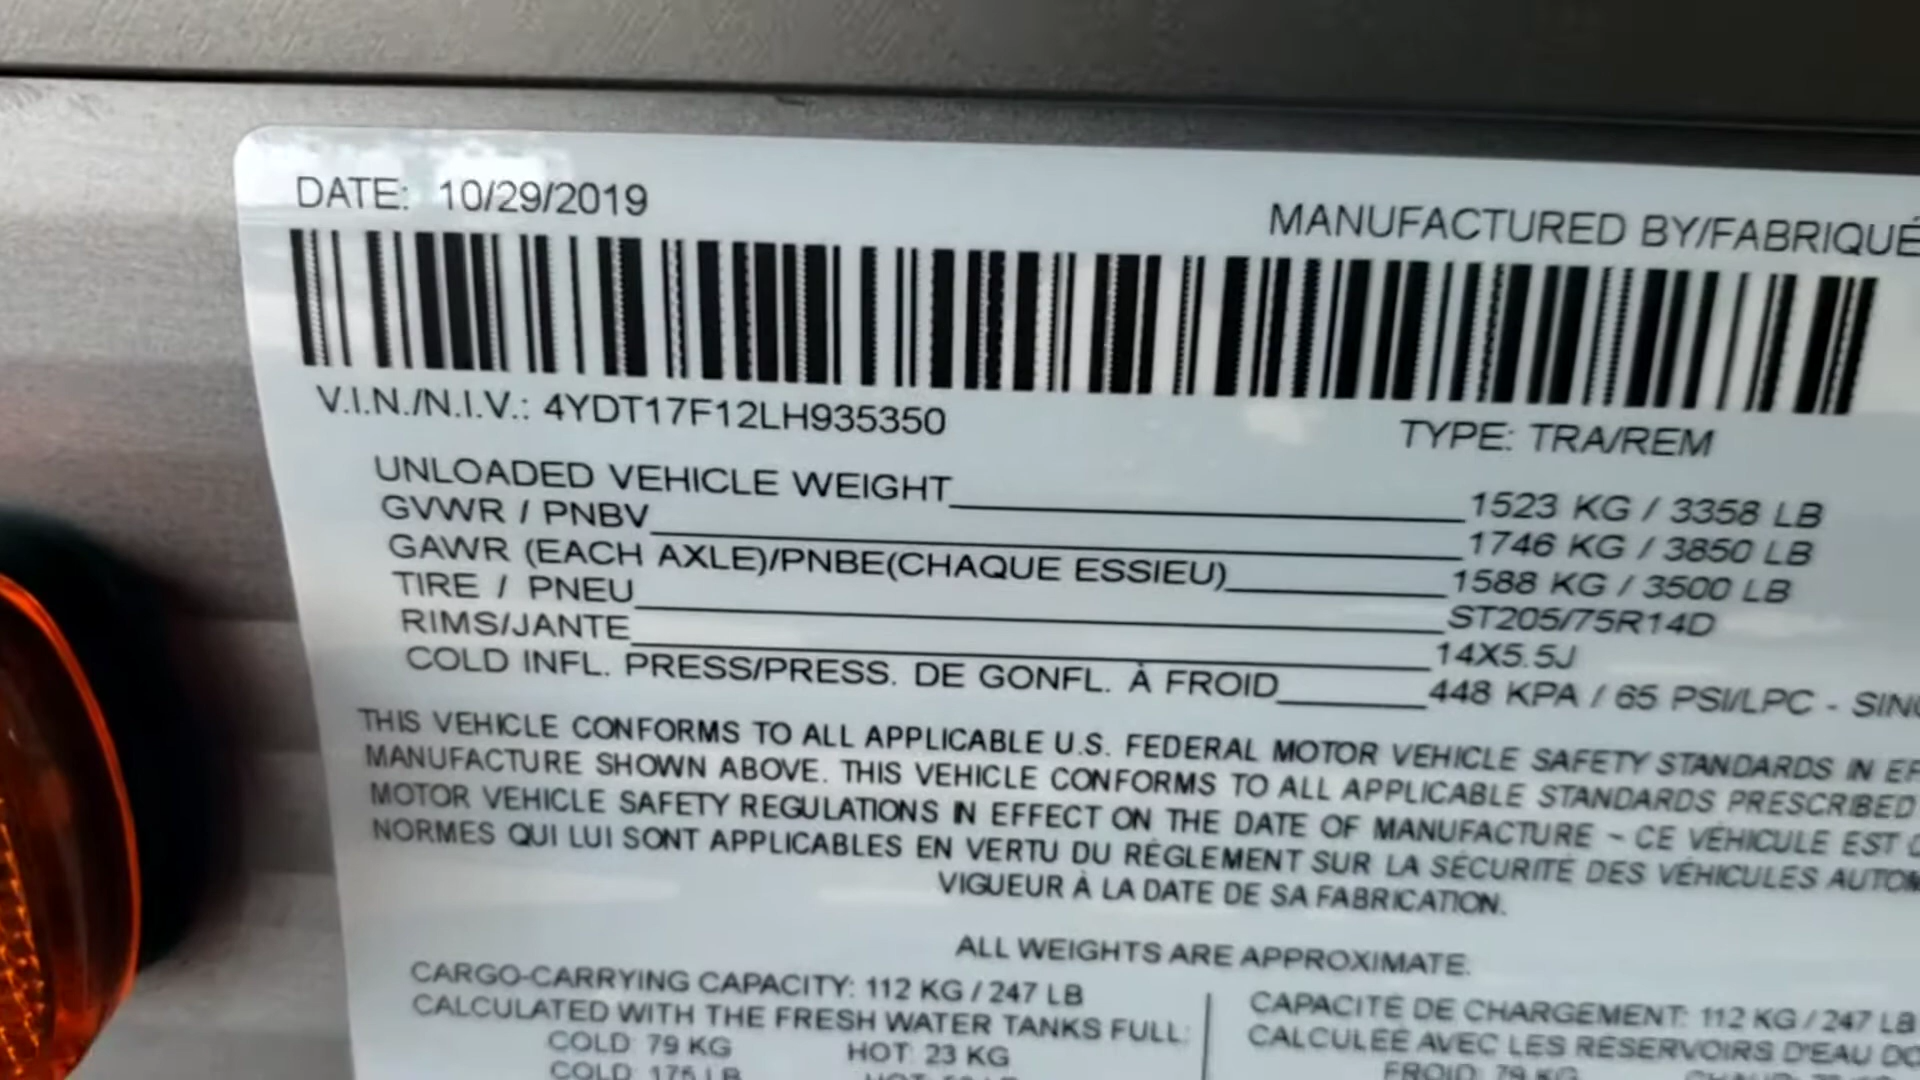 DATE: 10/29/2019
MANUFACTURED BY/FABRIQUÉ
V.I.N./N.I.V.: 4YDT17F12LH935350
TYPE: TRA/REM
UNLOADED VEHICLE WEIGHT 1523 KG / 3358 LB
GVWR / PNBV 1746 KG / 3850 LB
GAWR (EACH AXLE)/PNBE(CHAQUE ESSIEU) 1588 KG / 3500 LB
TIRE / PNEU ST205/75R14D
RIMS/JANTE 14X5.5J
COLD INFL. PRESS/PRESS. DE GONFL. À FROID 448 KPA / 65 PSI/LPC -
THIS VEHICLE CONFORMS TO ALL APPLICABLE U.S. FEDERAL MOTOR VEHICLE SAFETY STANDARDS IN
MANUFACTURE SHOWN ABOVE. THIS VEHICLE CONFORMS TO ALL APPLICABLE STANDARDS PRESCRIBED
MOTOR VEHICLE SAFETY REGULATIONS IN EFFECT ON THE DATE OF MANUFACTURE ~ CE VÉHICULE EST
NORMES QUI LUI SONT APPLICABLES EN VERTU DU RÈGLEMENT SUR LA SÉCURITÉ DES VÉHICULES
VIGUEUR À LA DATE DE SA FABRICATION.
ALL WEIGHTS ARE APPROXIMATE.
CARGO-CARRYING CAPACITY: 112 KG / 247 LB
CALCULATED WITH THE FRESH WATER TANKS FULL:
COLD: 79 KG HOT: 23 KG
COLD: 175 LB
CAPACITÉ DE CHARGEMENT: 112 KG / 247 LB
CALCULÉE AVEC LES RÉSERVOIRS D'EAU
FROID: 79 KG